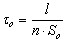 τₒ = l / (n · Sₒ)